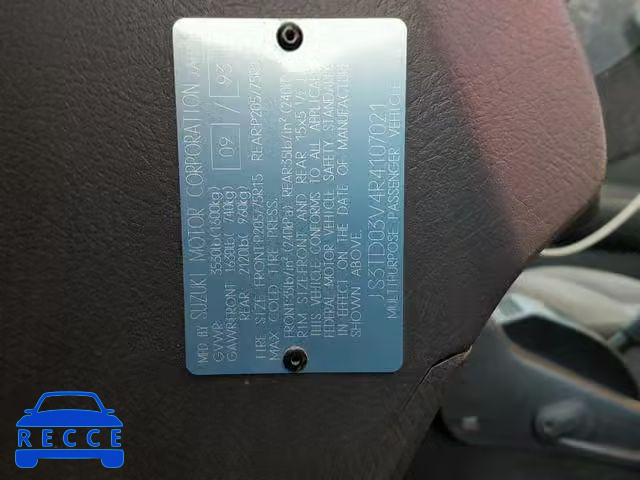 MFD. BY SUZUKI MOTOR CORPORATION
09 / 93
GVWR 3530lb(1600kg)
GAWR FRONT 1630lb( 740kg)
REAR 2120lb( 960kg)
TIRE SIZE FRONT P205/75R15 REAR P205/75R15
MAX COLD TIRE PRESS.
FRONT 35lb/in² REAR 35lb/in²
RIM SIZE FRONT AND REAR 15x5 1/2
THIS VEHICLE CONFORMS TO ALL APPLICABLE
FEDERAL MOTOR VEHICLE SAFETY STANDARDS
IN EFFECT ON THE DATE OF MANUFACTURE
SHOWN ABOVE.
JS3TD03V4R4107021
MULTIPURPOSE PASSENGER VEHICLE
RECCE